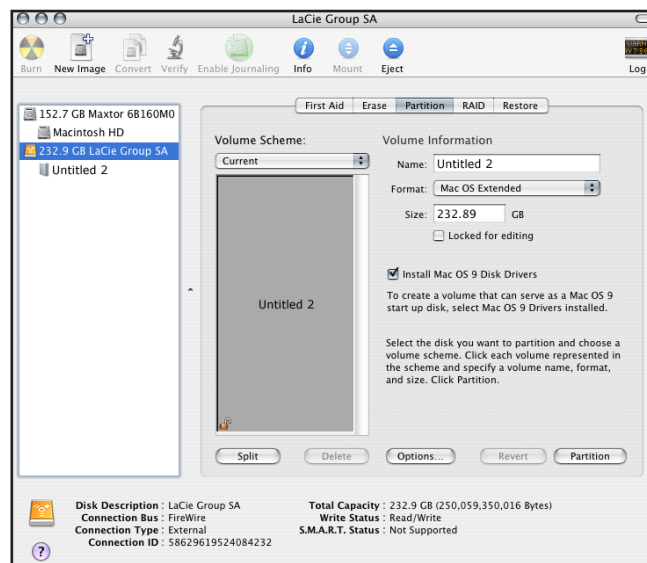 LaCie Group SA
Burn New Image Convert Verify Enable Journaling Info Mount Eject Log
152.7 GB Maxtor 6B160M0
Macintosh HD
232.9 GB LaCie Group SA
Untitled 2
First Aid Erase Partition RAID Restore
Volume Scheme:
Current
Untitled 2
Volume Information
Name: Untitled 2
Format: Mac OS Extended
Size: 232.89 GB
Locked for editing
Install Mac OS 9 Disk Drivers
To create a volume that can serve as a Mac OS 9
start up disk, select Mac OS 9 Drivers installed.
Select the disk you want to partition and choose a
volume scheme. Click each volume represented in
the scheme and specify a volume name, format,
and size. Click Partition.
Split Delete Options... Revert Partition
Disk Description : LaCie Group SA
Connection Bus : FireWire
Connection Type : External
Connection ID : 58629619524084232
Total Capacity : 232.9 GB (250,059,350,016 Bytes)
Write Status : Read/Write
S.M.A.R.T. Status : Not Supported
?